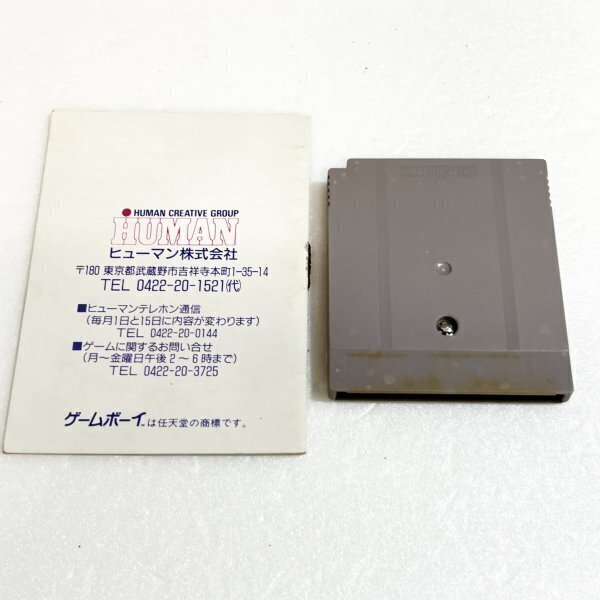 HUMAN CREATIVE GROUP
HUMAN
ヒューマン株式会社
〒180 東京都武蔵野市吉祥寺本町1-35-14
TEL 0422-20-1521(代)
■ヒューマンテレホン通信
(毎月1日と15日に内容が変わります)
TEL 0422-20-0144
■ゲームに関するお問い合せ
(月〜金曜日午後2〜6時まで)
TEL 0422-20-3725
ゲームボーイ™は任天堂の商標です。
MADE IN JAPAN